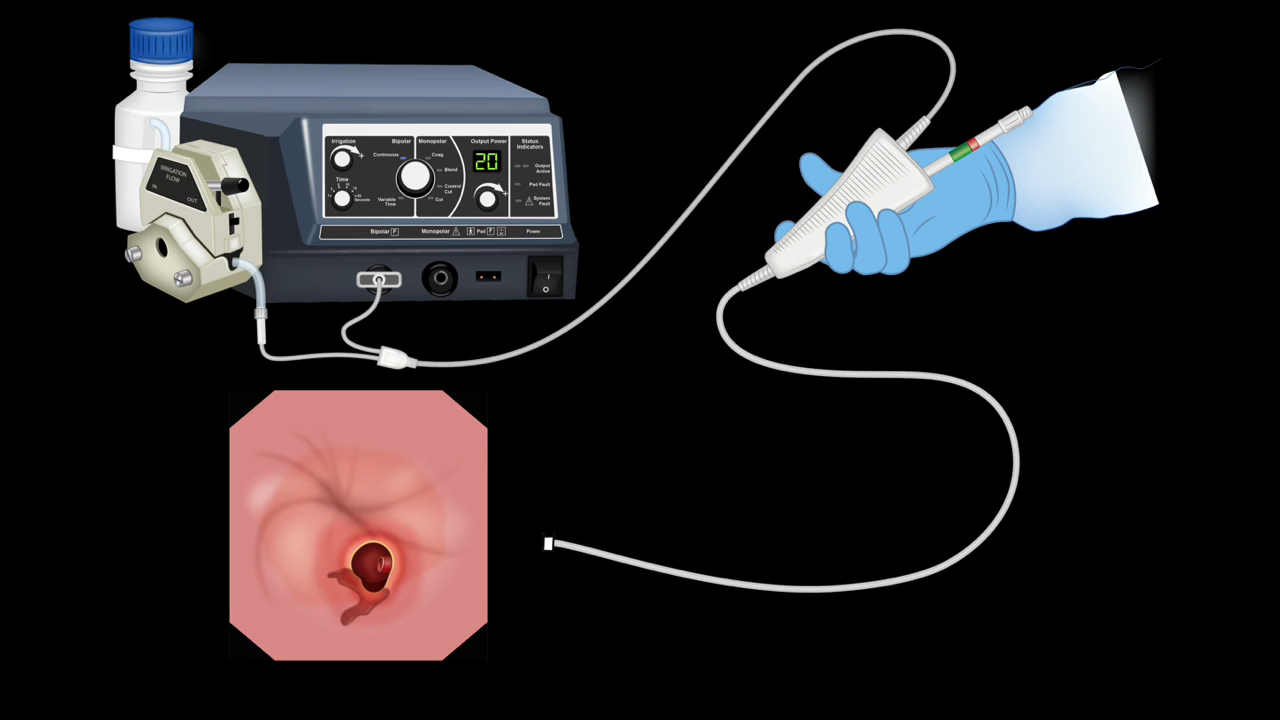 IRRIGATION
FLOW
IN
OUT
Irrigation
Bipolar
Monopolar
Output Power
Status
Indicators
Continuous
Coag
20
Output
Active
Blend
Time
Pad Fault
Control
Cut
Seconds
Variable
Time
Cut
System
Fault
Bipolar F
Monopolar
Pad F
Power
I
O